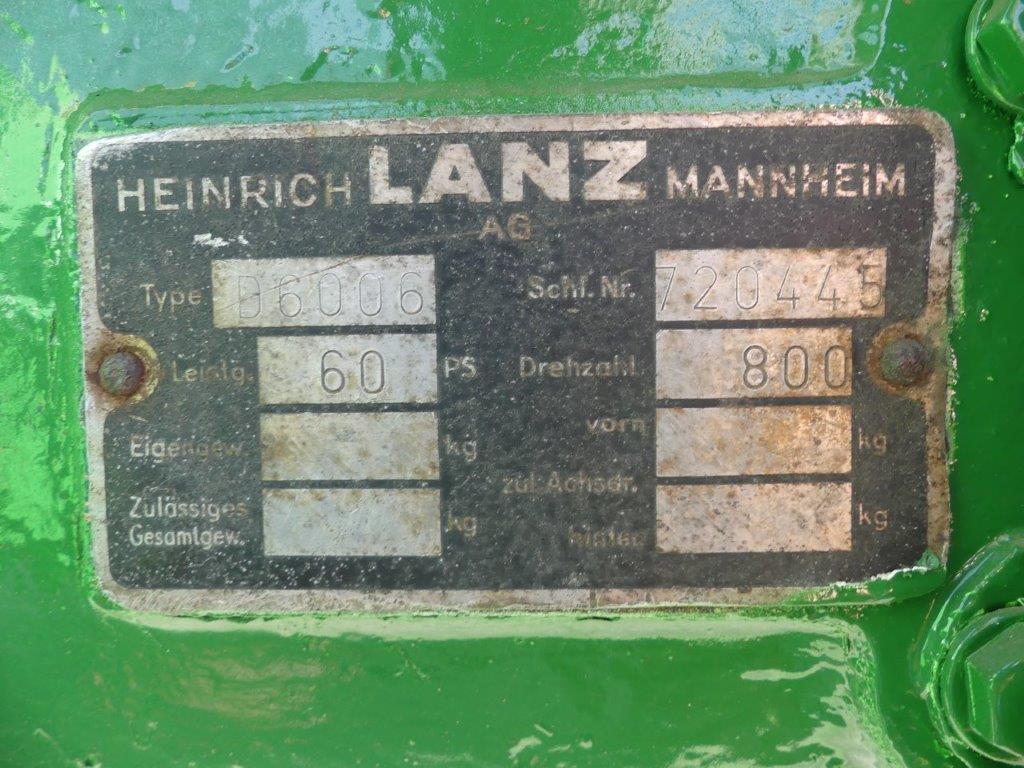 HEINRICH LANZ MANNHEIM
AG
Type D6006 Schl. Nr. 720445
Leistg. 60 PS Drehzahl 800
Eigengew. kg vorn kg
zul. Achsdr.
Zulässiges
Gesamtgew. kg hinten kg